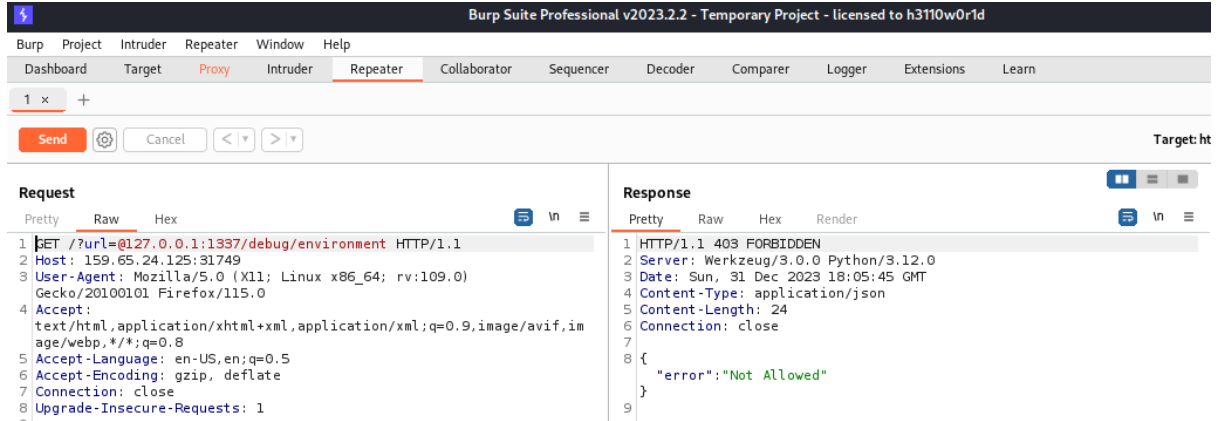 Burp Suite Professional v2023.2.2 - Temporary Project - licensed to h3110w0r1d
Burp Project Intruder Repeater Window Help
Dashboard Target Proxy Intruder Repeater Collaborator Sequencer Decoder Comparer Logger Extensions Learn
1 × +
Send Cancel < > Target: ht
Request
Pretty Raw Hex \n
1 GET /?url=@127.0.0.1:1337/debug/environment HTTP/1.1
2 Host: 159.65.24.125:31749
3 User-Agent: Mozilla/5.0 (X11; Linux x86_64; rv:109.0)
Gecko/20100101 Firefox/115.0
4 Accept:
text/html,application/xhtml+xml,application/xml;q=0.9,image/avif,im
age/webp,*/*;q=0.8
5 Accept-Language: en-US,en;q=0.5
6 Accept-Encoding: gzip, deflate
7 Connection: close
8 Upgrade-Insecure-Requests: 1
Response
Pretty Raw Hex Render \n
1 HTTP/1.1 403 FORBIDDEN
2 Server: Werkzeug/3.0.0 Python/3.12.0
3 Date: Sun, 31 Dec 2023 18:05:45 GMT
4 Content-Type: application/json
5 Content-Length: 24
6 Connection: close
7
8 {
"error":"Not Allowed"
}
9